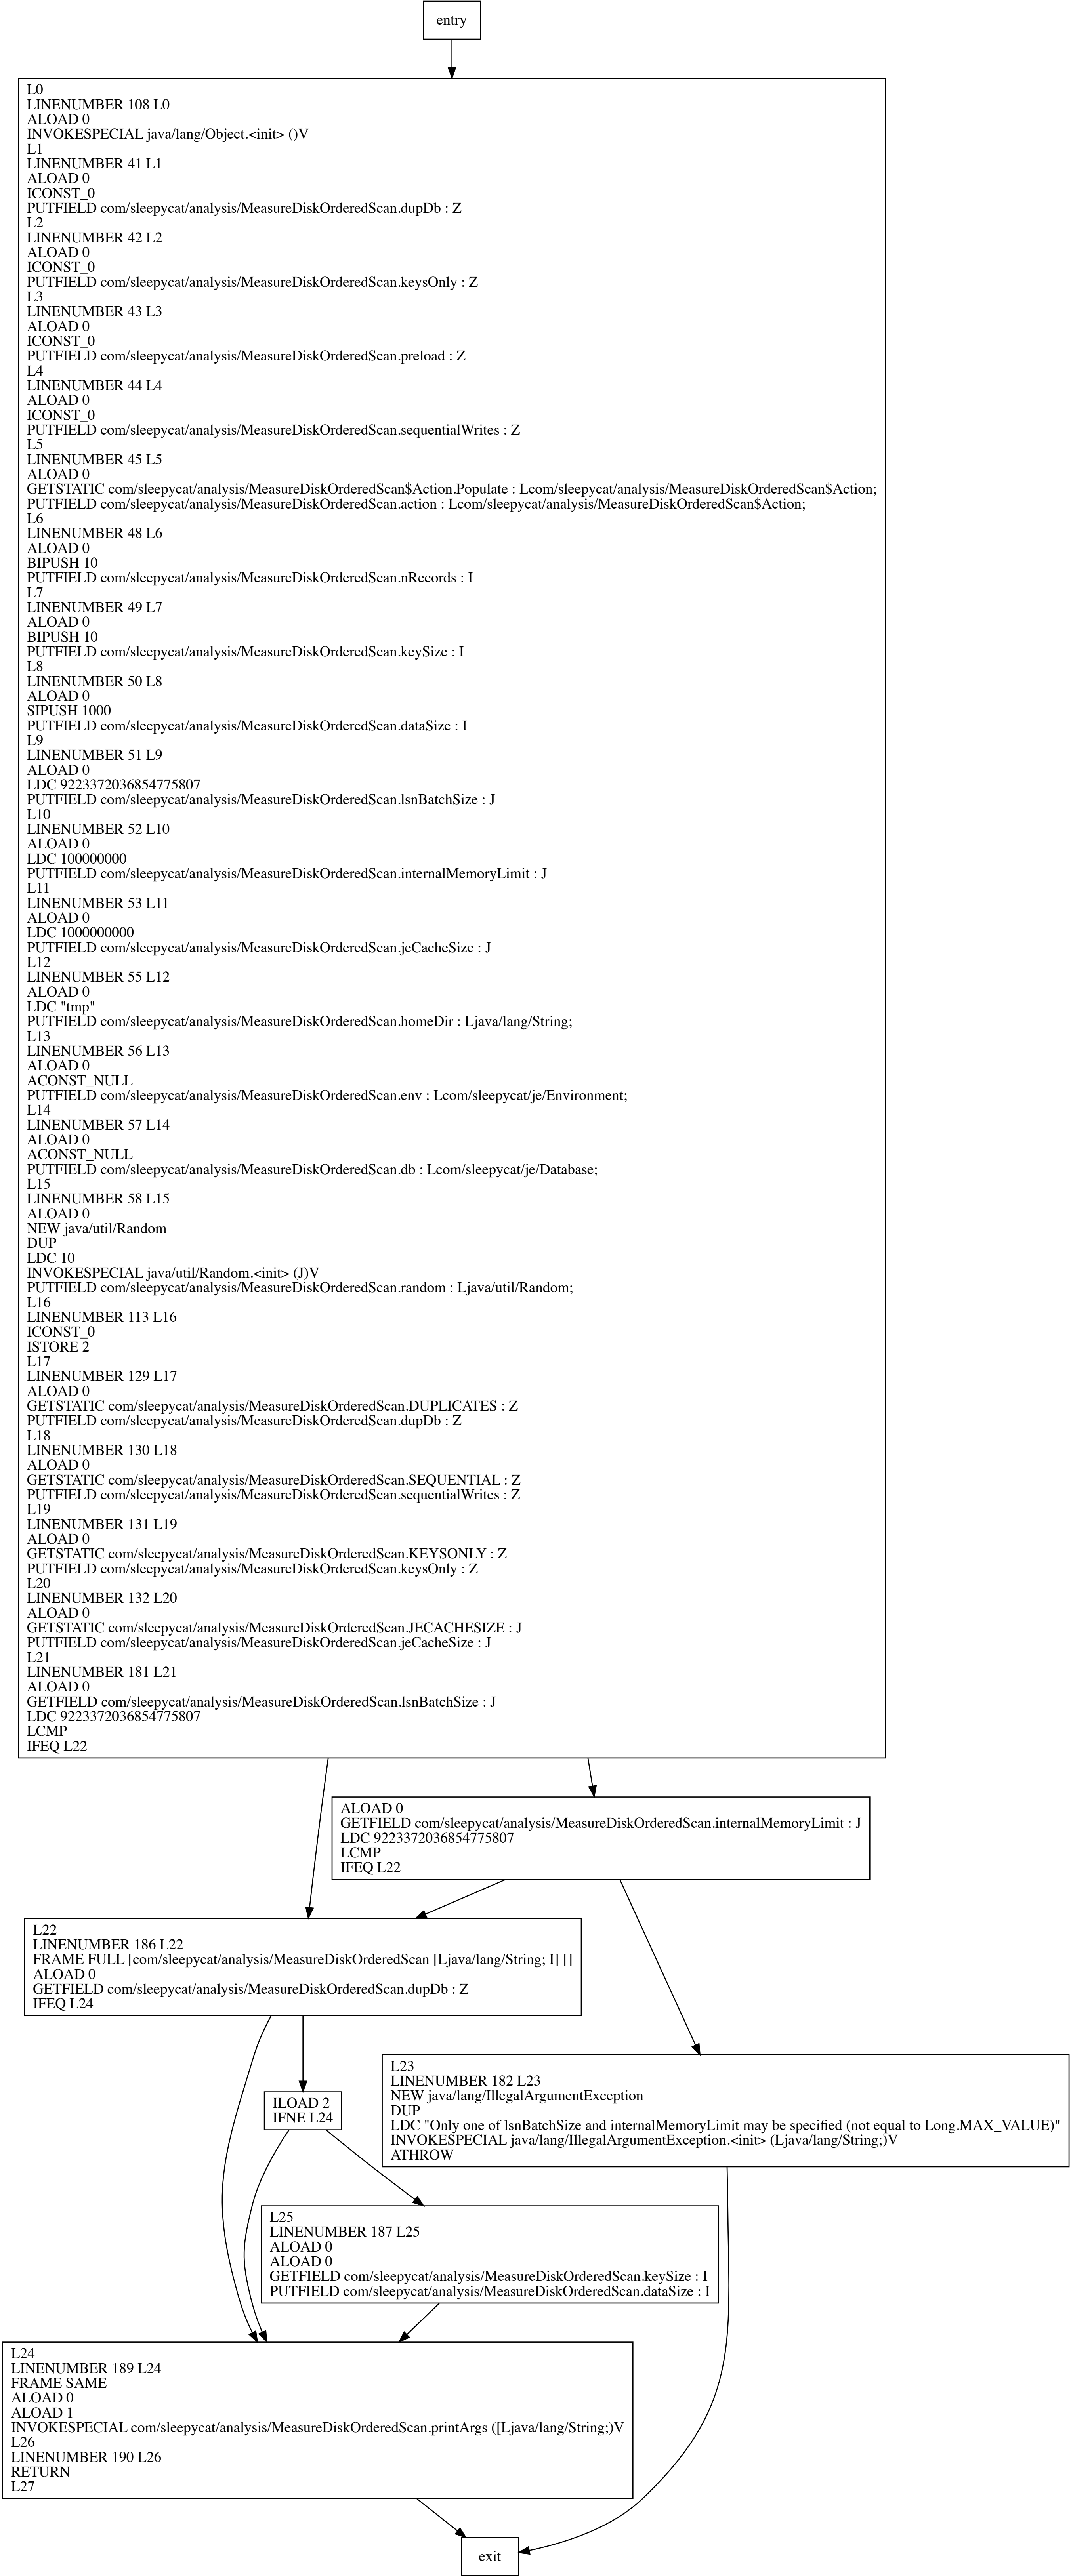 entry
L0
LINENUMBER 108 L0
ALOAD 0
INVOKESPECIAL java/lang/Object.<init> ()V
L1
LINENUMBER 41 L1
ALOAD 0
ICONST_0
PUTFIELD com/sleepycat/analysis/MeasureDiskOrderedScan.dupDb : Z
L2
LINENUMBER 42 L2
ALOAD 0
ICONST_0
PUTFIELD com/sleepycat/analysis/MeasureDiskOrderedScan.keysOnly : Z
L3
LINENUMBER 43 L3
ALOAD 0
ICONST_0
PUTFIELD com/sleepycat/analysis/MeasureDiskOrderedScan.preload : Z
L4
LINENUMBER 44 L4
ALOAD 0
ICONST_0
PUTFIELD com/sleepycat/analysis/MeasureDiskOrderedScan.sequentialWrites : Z
L5
LINENUMBER 45 L5
ALOAD 0
GETSTATIC com/sleepycat/analysis/MeasureDiskOrderedScan$Action.Populate : Lcom/sleepycat/analysis/MeasureDiskOrderedScan$Action;
PUTFIELD com/sleepycat/analysis/MeasureDiskOrderedScan.action : Lcom/sleepycat/analysis/MeasureDiskOrderedScan$Action;
L6
LINENUMBER 48 L6
ALOAD 0
BIPUSH 10
PUTFIELD com/sleepycat/analysis/MeasureDiskOrderedScan.nRecords : I
L7
LINENUMBER 49 L7
ALOAD 0
BIPUSH 10
PUTFIELD com/sleepycat/analysis/MeasureDiskOrderedScan.keySize : I
L8
LINENUMBER 50 L8
ALOAD 0
SIPUSH 1000
PUTFIELD com/sleepycat/analysis/MeasureDiskOrderedScan.dataSize : I
L9
LINENUMBER 51 L9
ALOAD 0
LDC 9223372036854775807
PUTFIELD com/sleepycat/analysis/MeasureDiskOrderedScan.lsnBatchSize : J
L10
LINENUMBER 52 L10
ALOAD 0
LDC 100000000
PUTFIELD com/sleepycat/analysis/MeasureDiskOrderedScan.internalMemoryLimit : J
L11
LINENUMBER 53 L11
ALOAD 0
LDC 1000000000
PUTFIELD com/sleepycat/analysis/MeasureDiskOrderedScan.jeCacheSize : J
L12
LINENUMBER 55 L12
ALOAD 0
LDC "tmp"
PUTFIELD com/sleepycat/analysis/MeasureDiskOrderedScan.homeDir : Ljava/lang/String;
L13
LINENUMBER 56 L13
ALOAD 0
ACONST_NULL
PUTFIELD com/sleepycat/analysis/MeasureDiskOrderedScan.env : Lcom/sleepycat/je/Environment;
L14
LINENUMBER 57 L14
ALOAD 0
ACONST_NULL
PUTFIELD com/sleepycat/analysis/MeasureDiskOrderedScan.db : Lcom/sleepycat/je/Database;
L15
LINENUMBER 58 L15
ALOAD 0
NEW java/util/Random
DUP
LDC 10
INVOKESPECIAL java/util/Random.<init> (J)V
PUTFIELD com/sleepycat/analysis/MeasureDiskOrderedScan.random : Ljava/util/Random;
L16
LINENUMBER 113 L16
ICONST_0
ISTORE 2
L17
LINENUMBER 129 L17
ALOAD 0
GETSTATIC com/sleepycat/analysis/MeasureDiskOrderedScan.DUPLICATES : Z
PUTFIELD com/sleepycat/analysis/MeasureDiskOrderedScan.dupDb : Z
L18
LINENUMBER 130 L18
ALOAD 0
GETSTATIC com/sleepycat/analysis/MeasureDiskOrderedScan.SEQUENTIAL : Z
PUTFIELD com/sleepycat/analysis/MeasureDiskOrderedScan.sequentialWrites : Z
L19
LINENUMBER 131 L19
ALOAD 0
GETSTATIC com/sleepycat/analysis/MeasureDiskOrderedScan.KEYSONLY : Z
PUTFIELD com/sleepycat/analysis/MeasureDiskOrderedScan.keysOnly : Z
L20
LINENUMBER 132 L20
ALOAD 0
GETSTATIC com/sleepycat/analysis/MeasureDiskOrderedScan.JECACHESIZE : J
PUTFIELD com/sleepycat/analysis/MeasureDiskOrderedScan.jeCacheSize : J
L21
LINENUMBER 181 L21
ALOAD 0
GETFIELD com/sleepycat/analysis/MeasureDiskOrderedScan.lsnBatchSize : J
LDC 9223372036854775807
LCMP
IFEQ L22
ALOAD 0
GETFIELD com/sleepycat/analysis/MeasureDiskOrderedScan.internalMemoryLimit : J
LDC 9223372036854775807
LCMP
IFEQ L22
L22
LINENUMBER 186 L22
FRAME FULL [com/sleepycat/analysis/MeasureDiskOrderedScan [Ljava/lang/String; I] []
ALOAD 0
GETFIELD com/sleepycat/analysis/MeasureDiskOrderedScan.dupDb : Z
IFEQ L24
L23
LINENUMBER 182 L23
NEW java/lang/IllegalArgumentException
DUP
LDC "Only one of lsnBatchSize and internalMemoryLimit may be specified (not equal to Long.MAX_VALUE)"
INVOKESPECIAL java/lang/IllegalArgumentException.<init> (Ljava/lang/String;)V
ATHROW
ILOAD 2
IFNE L24
L25
LINENUMBER 187 L25
ALOAD 0
ALOAD 0
GETFIELD com/sleepycat/analysis/MeasureDiskOrderedScan.keySize : I
PUTFIELD com/sleepycat/analysis/MeasureDiskOrderedScan.dataSize : I
L24
LINENUMBER 189 L24
FRAME SAME
ALOAD 0
ALOAD 1
INVOKESPECIAL com/sleepycat/analysis/MeasureDiskOrderedScan.printArgs ([Ljava/lang/String;)V
L26
LINENUMBER 190 L26
RETURN
L27
exit